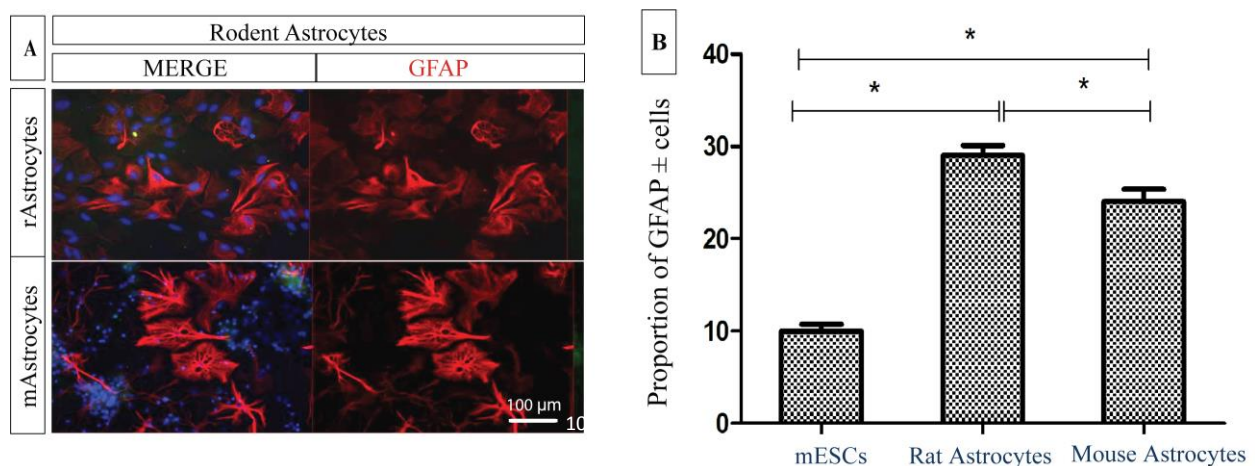 A
Rodent Astrocytes
MERGE
GFAP
rAstrocytes
mAstrocytes
100 µm
10
B
Proportion of GFAP ± cells
40
30
20
10
0
*
*
*
mESCs
Rat Astrocytes
Mouse Astrocytes